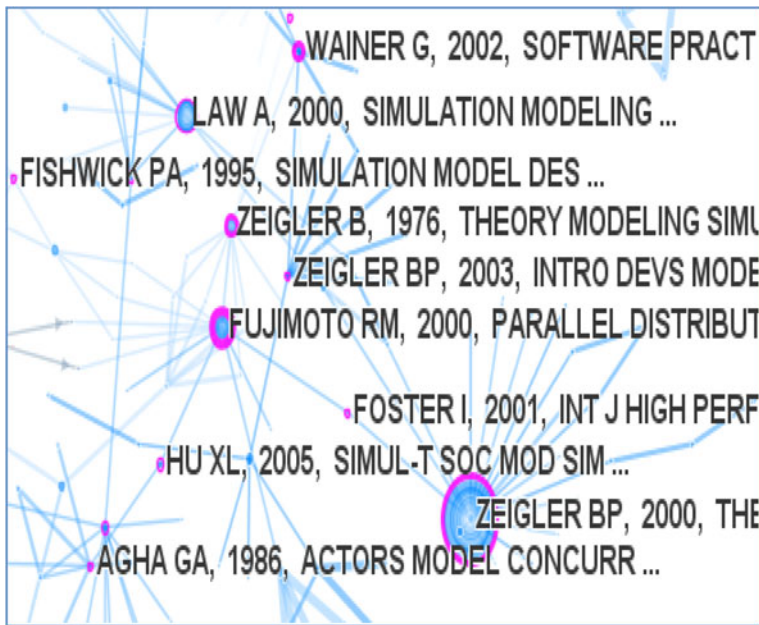 WAINER G, 2002, SOFTWARE PRACT
LAW A, 2000, SIMULATION MODELING ...
FISHWICK PA, 1995, SIMULATION MODEL DES ...
ZEIGLER B, 1976, THEORY MODELING SIMU
ZEIGLER BP, 2003, INTRO DEVS MODE
FUJIMOTO RM, 2000, PARALLEL DISTRIBUT
FOSTER I, 2001, INT J HIGH PERF
HU XL, 2005, SIMUL-T SOC MOD SIM ...
ZEIGLER BP, 2000, THE
AGHA GA, 1986, ACTORS MODEL CONCURR ...